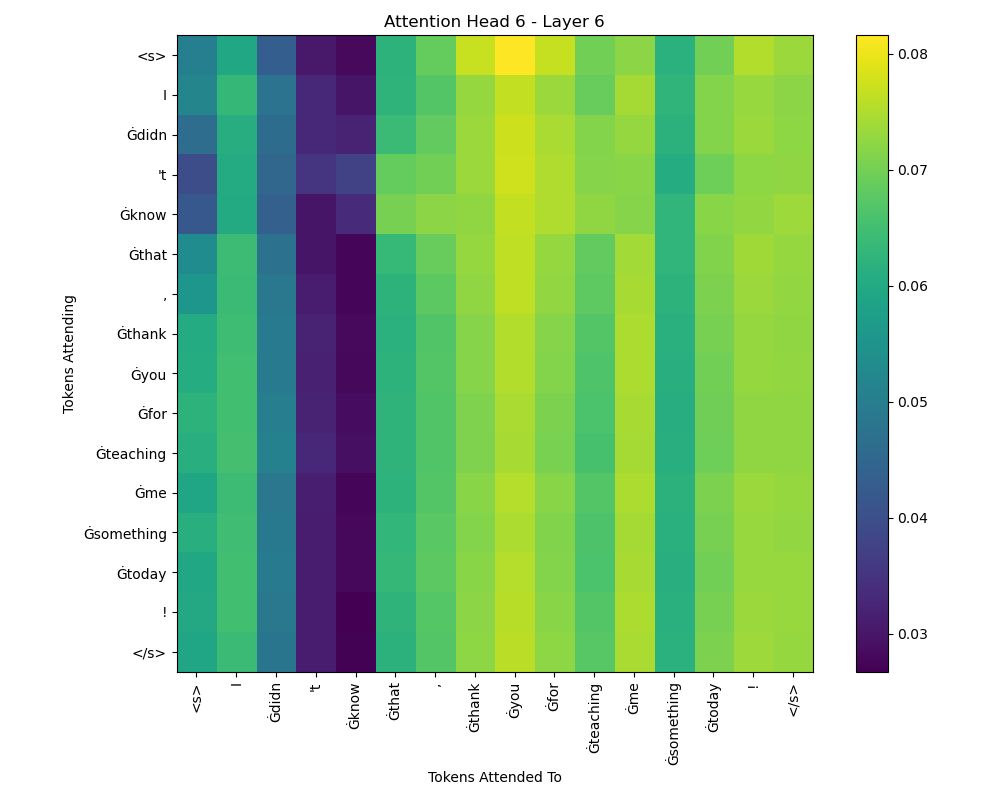 Attention Head 6 - Layer 6
<s>
I
Ġdidn
't
Ġknow
Ġthat
,
Ġthank
Ġyou
Ġfor
Ġteaching
Ġme
Ġsomething
Ġtoday
!
</s>
Tokens Attending
<s>
I
Ġdidn
't
Ġknow
Ġthat
,
Ġthank
Ġyou
Ġfor
Ġteaching
Ġme
Ġsomething
Ġtoday
!
</s>
Tokens Attended To
0.08
0.07
0.06
0.05
0.04
0.03